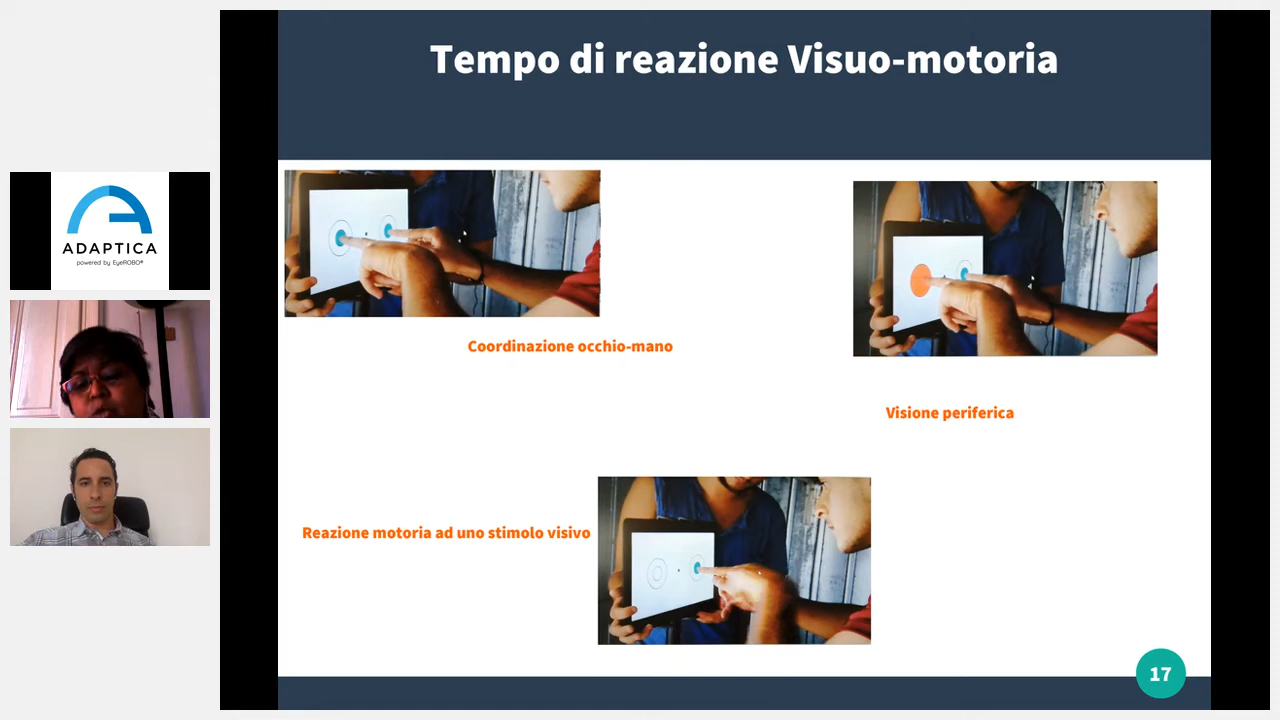 Tempo di reazione Visuo-motoria
ADAPTICA
powered by EyeROBO®
Coordinazione occhio-mano
Visione periferica
Reazione motoria ad uno stimolo visivo
17